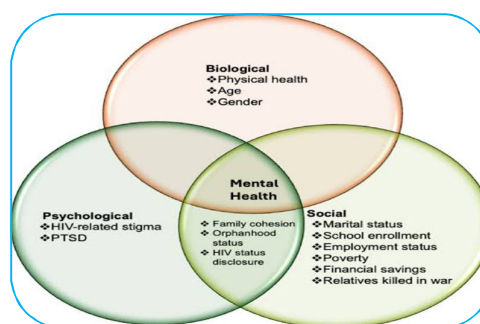 Biological
❖Physical health
❖Age
❖Gender
Mental
Health
Psychological
❖HIV-related stigma
❖PTSD
❖Family cohesion
❖Orphanhood
status
❖HIV status
disclosure
Social
❖Marital status
❖School enrollment
❖Employment status
❖Poverty
❖Financial savings
❖Relatives killed in war